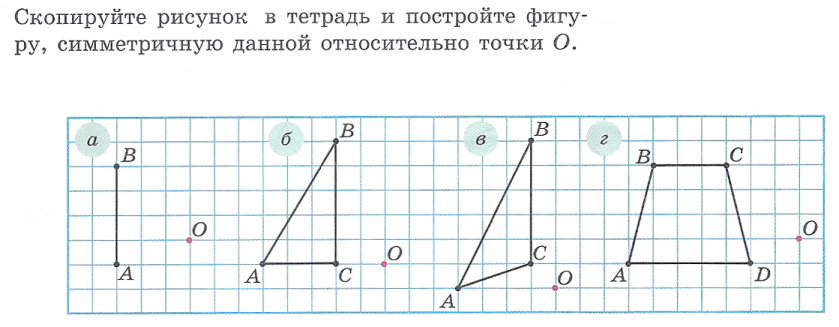 Скопируйте рисунок в тетрадь и постройте фигу-
ру, симметричную данной относительно точки O.
а
B
O
A
б
B
A
C
O
в
B
C
O
A
г
B
C
O
A
D